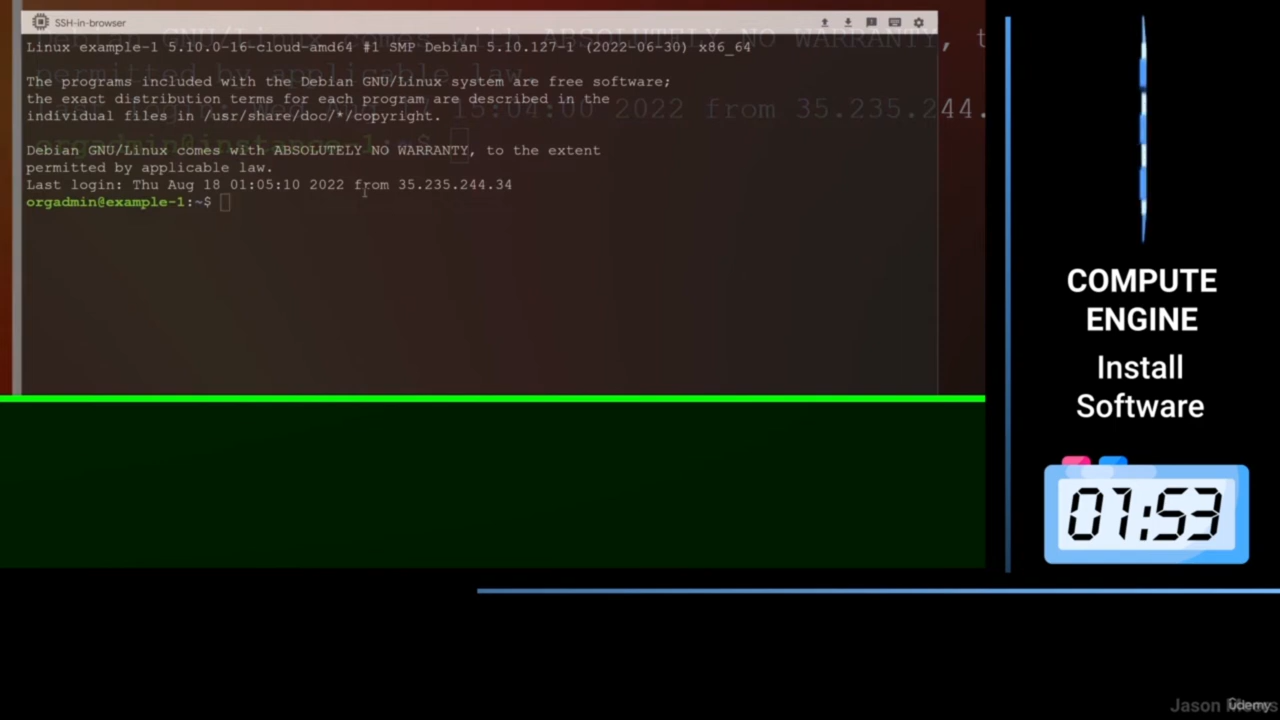 SSH-in-browser
Linux example-1 5.10.0-16-cloud-amd64 #1 SMP Debian 5.10.127-1 (2022-06-30) x86_64
The programs included with the Debian GNU/Linux system are free software;
the exact distribution terms for each program are described in the
individual files in /usr/share/doc/*/copyright.
Debian GNU/Linux comes with ABSOLUTELY NO WARRANTY, to the extent
permitted by applicable law.
Last login: Thu Aug 18 01:05:10 2022 from 35.235.244.34
orgadmin@example-1:~$
COMPUTE
ENGINE
Install
Software
01:53
Jason
ûdemy